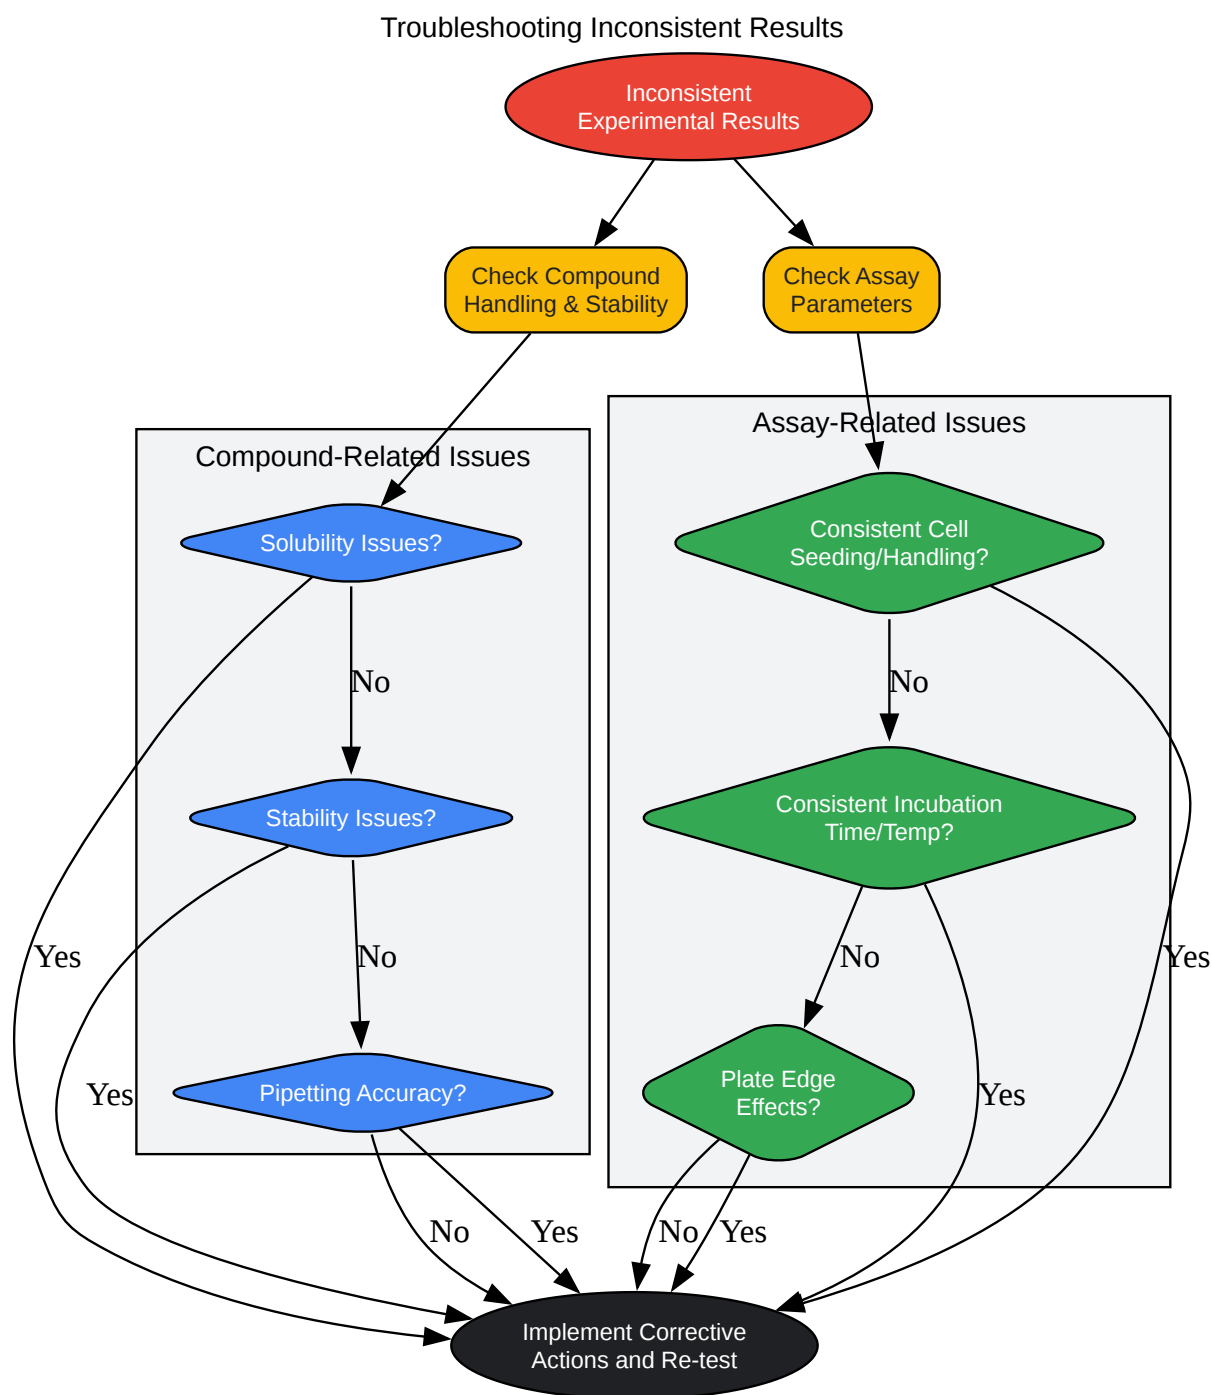 Troubleshooting Inconsistent Results
Inconsistent
Experimental Results
Check Compound
Handling & Stability
Check Assay
Parameters
Compound-Related Issues
Assay-Related Issues
Solubility Issues?
Consistent Cell
Seeding/Handling?
No
No
Stability Issues?
Consistent Incubation
Time/Temp?
Yes
No
No
Yes
Yes
Pipetting Accuracy?
Plate Edge
Effects?
Yes
No
Yes
No
Yes
Implement Corrective
Actions and Re-test